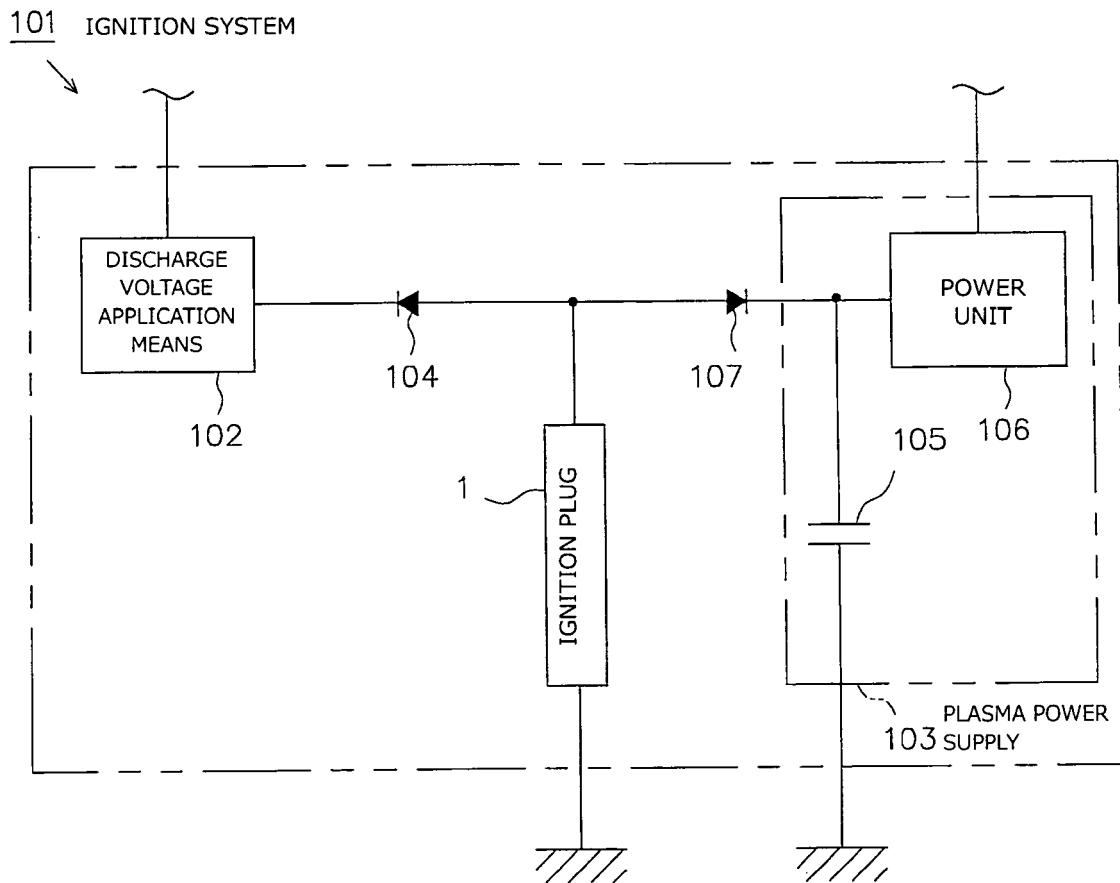 101 IGNITION SYSTEM
DISCHARGE
VOLTAGE
APPLICATION
MEANS
102
104
107
POWER
UNIT
106
105
1
IGNITION PLUG
103
PLASMA POWER
SUPPLY